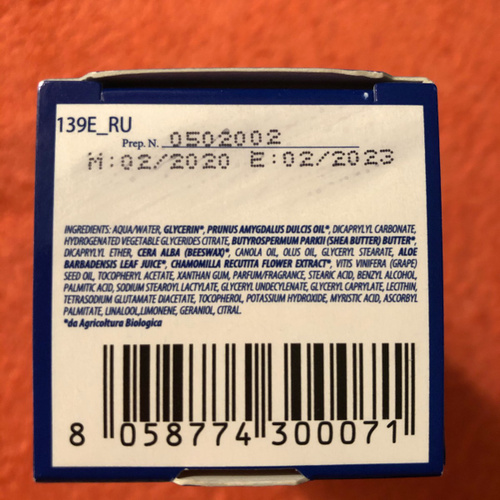 139E_RU
Prep. N. 0502002
M:02/2020 E:02/2023
INGREDIENTS: AQUA/WATER, GLYCERIN*, PRUNUS AMYGDALUS DULCIS OIL*, DICAPRYLYL CARBONATE,
HYDROGENATED VEGETABLE GLYCERIDES CITRATE, BUTYROSPERMUM PARKII (SHEA BUTTER) BUTTER*,
DICAPRYLYL ETHER, CERA ALBA (BEESWAX)*, CANOLA OIL, OLUS OIL, GLYCERYL STEARATE, ALOE
BARBADENSIS LEAF JUICE*, CHAMOMILLA RECUTITA FLOWER EXTRACT*, VITIS VINIFERA (GRAPE)
SEED OIL, TOCOPHERYL ACETATE, XANTHAN GUM, PARFUM/FRAGRANCE, STEARIC ACID, BENZYL ALCOHOL,
PALMITIC ACID, SODIUM STEAROYL LACTYLATE, GLYCERYL UNDECYLENATE, GLYCERYL CAPRYLATE, LECITHIN,
TETRASODIUM GLUTAMATE DIACETATE, TOCOPHEROL, POTASSIUM HYDROXIDE, MYRISTIC ACID, ASCORBYL
PALMITATE, LINALOOL,LIMONENE, GERANIOL, CITRAL.
*da Agricoltura Biologica
8 058774 300071